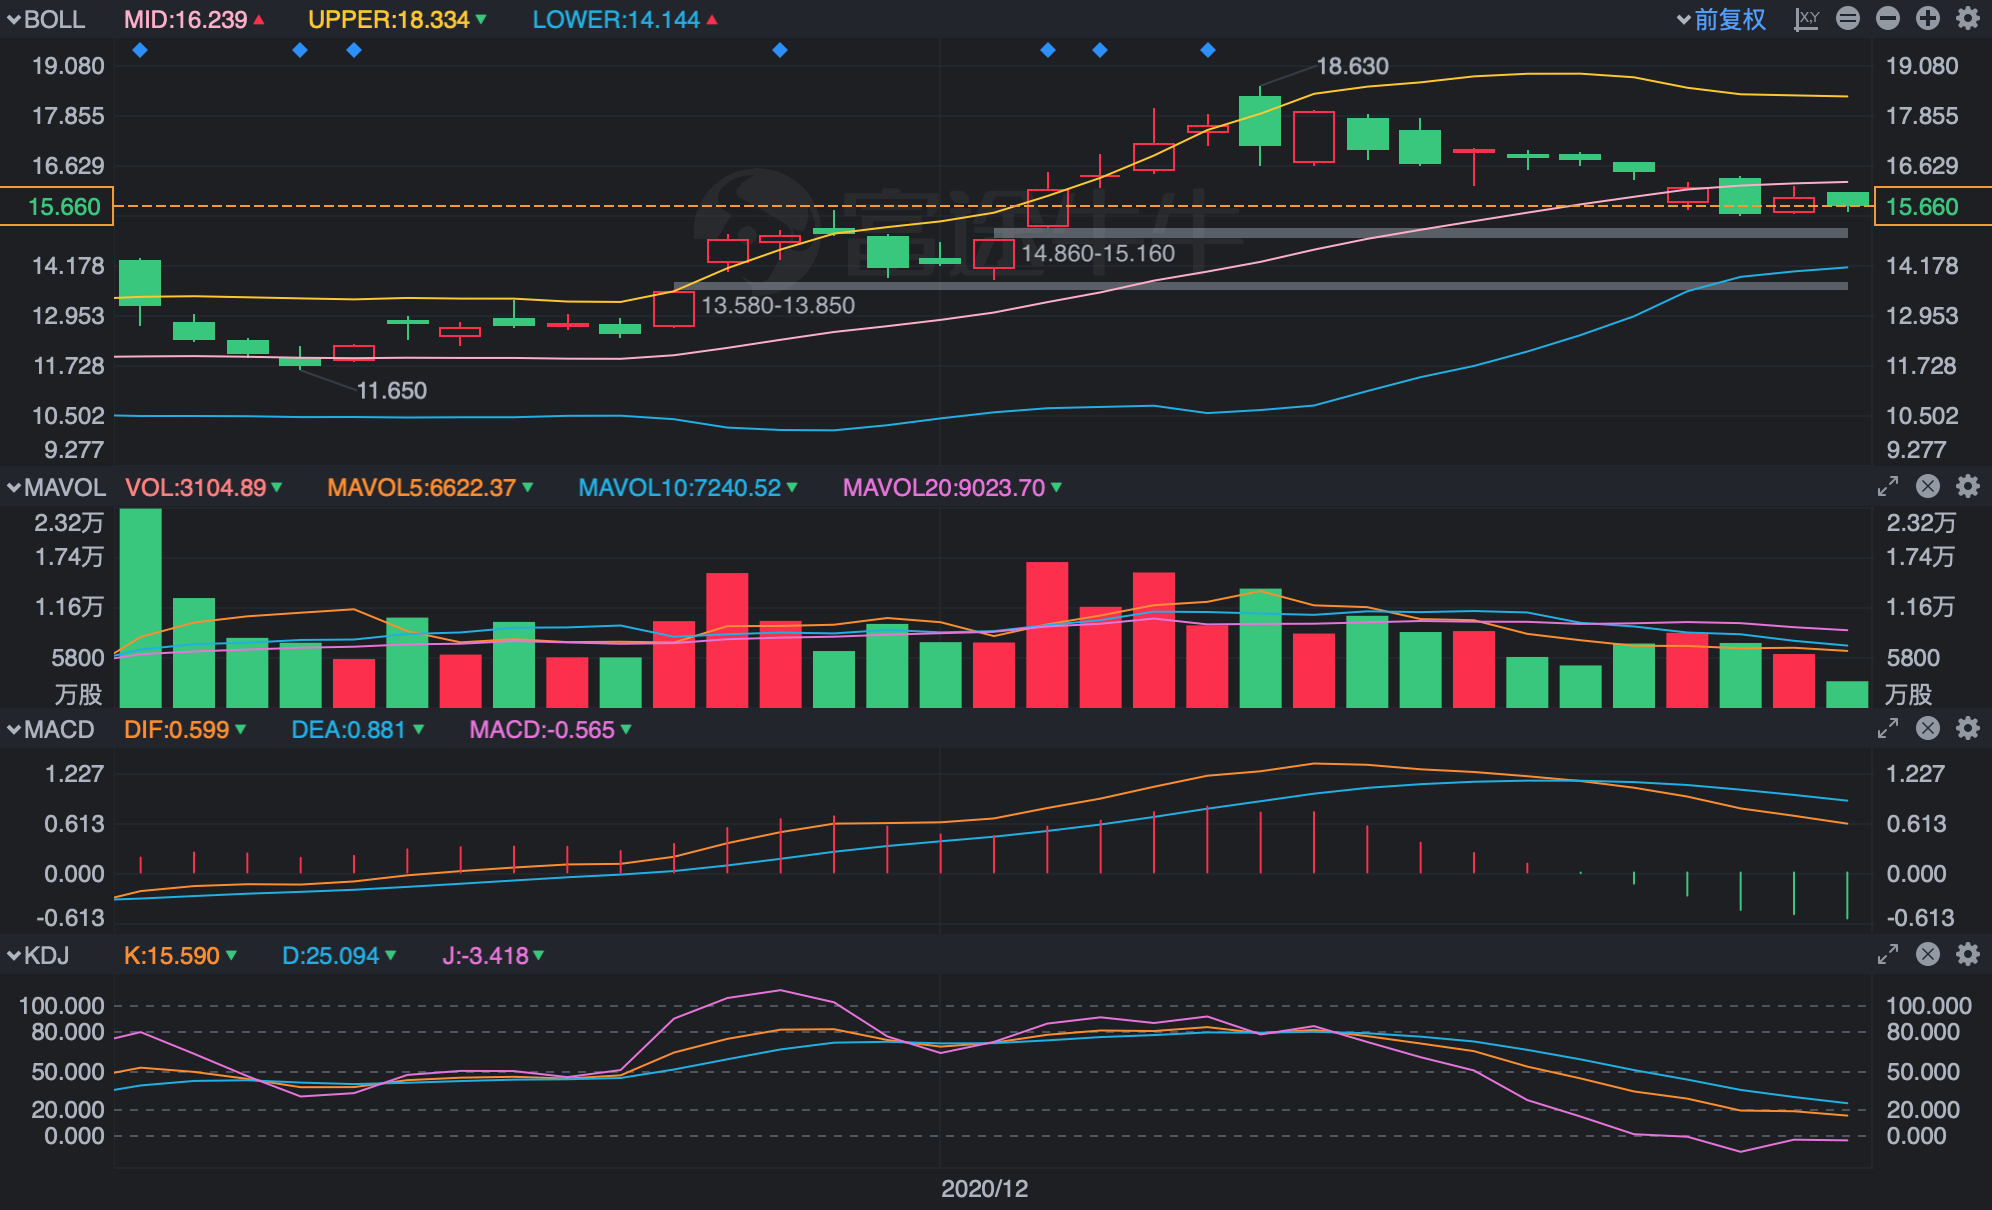 BOLL MID:16.239 UPPER:18.334 LOWER:14.144 前复权 X,Y
19.080 18.630 19.080
17.855 17.855
16.629 16.629
富途牛牛
15.660 15.660
14.860-15.160
14.178 14.178
13.580-13.850
12.953 12.953
11.728 11.728
11.650
10.502 10.502
9.277 9.277
MAVOL VOL:3104.89 MAVOL5:6622.37 MAVOL10:7240.52 MAVOL20:9023.70
2.32万 2.32万
1.74万 1.74万
1.16万 1.16万
5800 5800
万股 万股
MACD DIF:0.599 DEA:0.881 MACD:-0.565
1.227 1.227
0.613 0.613
0.000 0.000
-0.613 -0.613
KDJ K:15.590 D:25.094 J:-3.418
100.000 100.000
80.000 80.000
50.000 50.000
20.000 20.000
0.000 0.000
2020/12